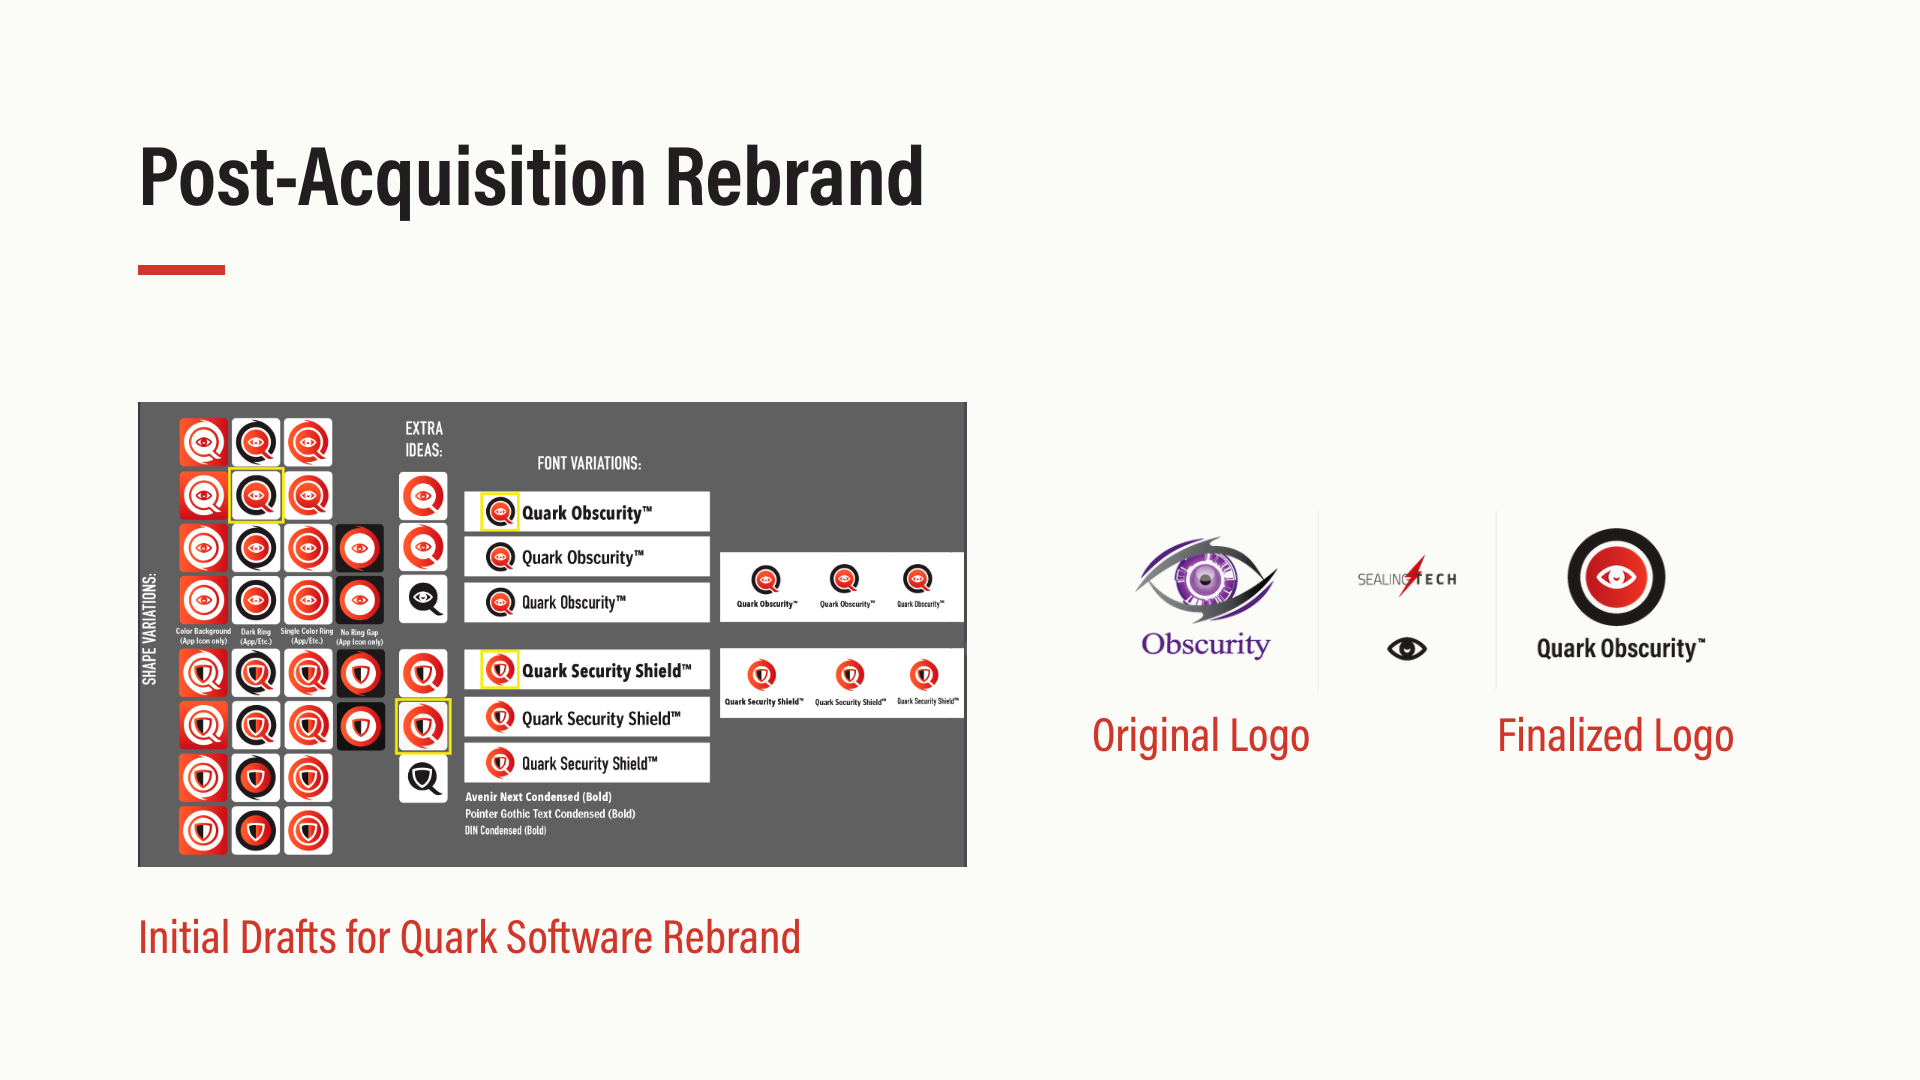 Post-Acquisition Rebrand
SHAPE VARIATIONS:
Color Background
(App Icon only)
Dark Ring
(App/Etc.)
Single Color Ring
(App/Etc.)
No Ring Gap
(App Icon only)
EXTRA
IDEAS:
FONT VARIATIONS:
Quark Obscurity™
Quark Obscurity™
Quark Obscurity™
Quark Security Shield™
Quark Security Shield™
Quark Security Shield™
Avenir Next Condensed (Bold)
Pointer Gothic Text Condensed (Bold)
DIN Condensed (Bold)
Quark Obscurity™ Quark Obscurity™ Quark Obscurity™
Quark Security Shield™ Quark Security Shield™ Quark Security Shield™
Initial Drafts for Quark Software Rebrand
Obscurity
Original Logo
SEALING TECH
Quark Obscurity™
Finalized Logo